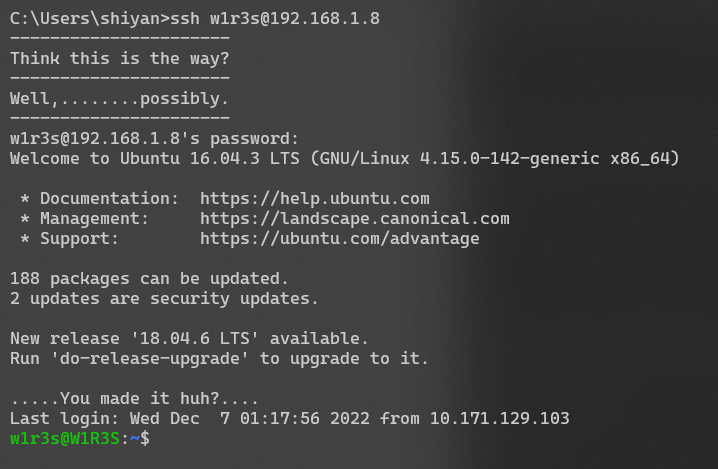 C:\Users\shiyan>ssh w1r3s@192.168.1.8
----------------------
Think this is the way?
----------------------
Well,........possibly.
----------------------
w1r3s@192.168.1.8's password:
Welcome to Ubuntu 16.04.3 LTS (GNU/Linux 4.15.0-142-generic x86_64)

 * Documentation:  https://help.ubuntu.com
 * Management:     https://landscape.canonical.com
 * Support:        https://ubuntu.com/advantage

188 packages can be updated.
2 updates are security updates.

New release '18.04.6 LTS' available.
Run 'do-release-upgrade' to upgrade to it.

.....You made it huh?....
Last login: Wed Dec  7 01:17:56 2022 from 10.171.129.103
w1r3s@W1R3S:~$